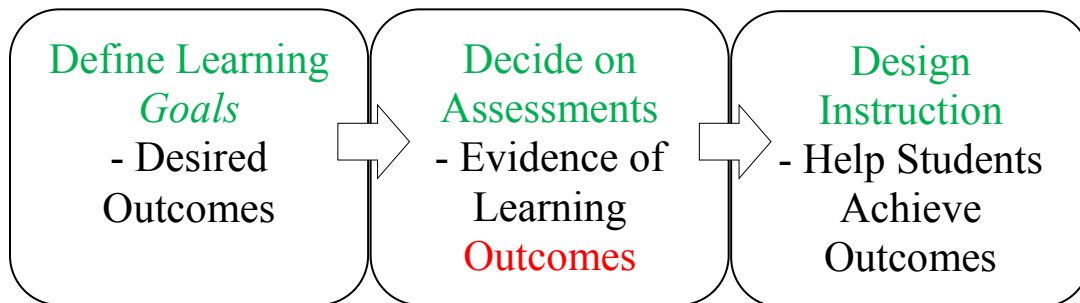 Define Learning
Goals
- Desired
Outcomes
Decide on
Assessments
- Evidence of
Learning
Outcomes
Design
Instruction
- Help Students
Achieve
Outcomes